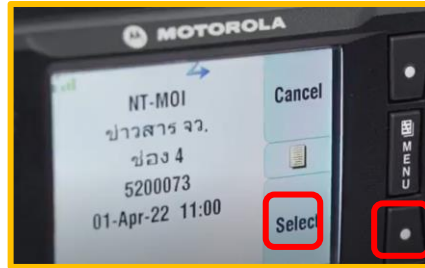 MOTOROLA
NT-MOI
ข่าวสาร จว.
ช่อง 4
5200073
01-Apr-22 11:00
Cancel
Select
MENU